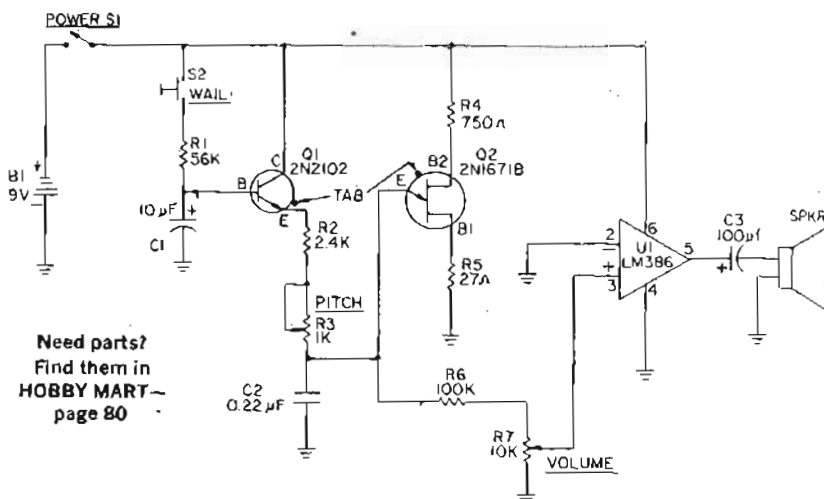 POWER S1
S2
WAIL
R1
56K
B1
9V
+
10µF
+
C1
Q1
2N2102
C
B
E
TAB
R2
2.4K
PITCH
R3
1K
C2
0.22µF
R4
750Ω
Q2
2N1671B
B2
E
B1
R5
27Ω
R6
100K
R7
10K
VOLUME
2
−
+
3
U1
LM386
6
5
4
C3
100µf
+
SPKR
Need parts?
Find them in
HOBBY MART—
page 80